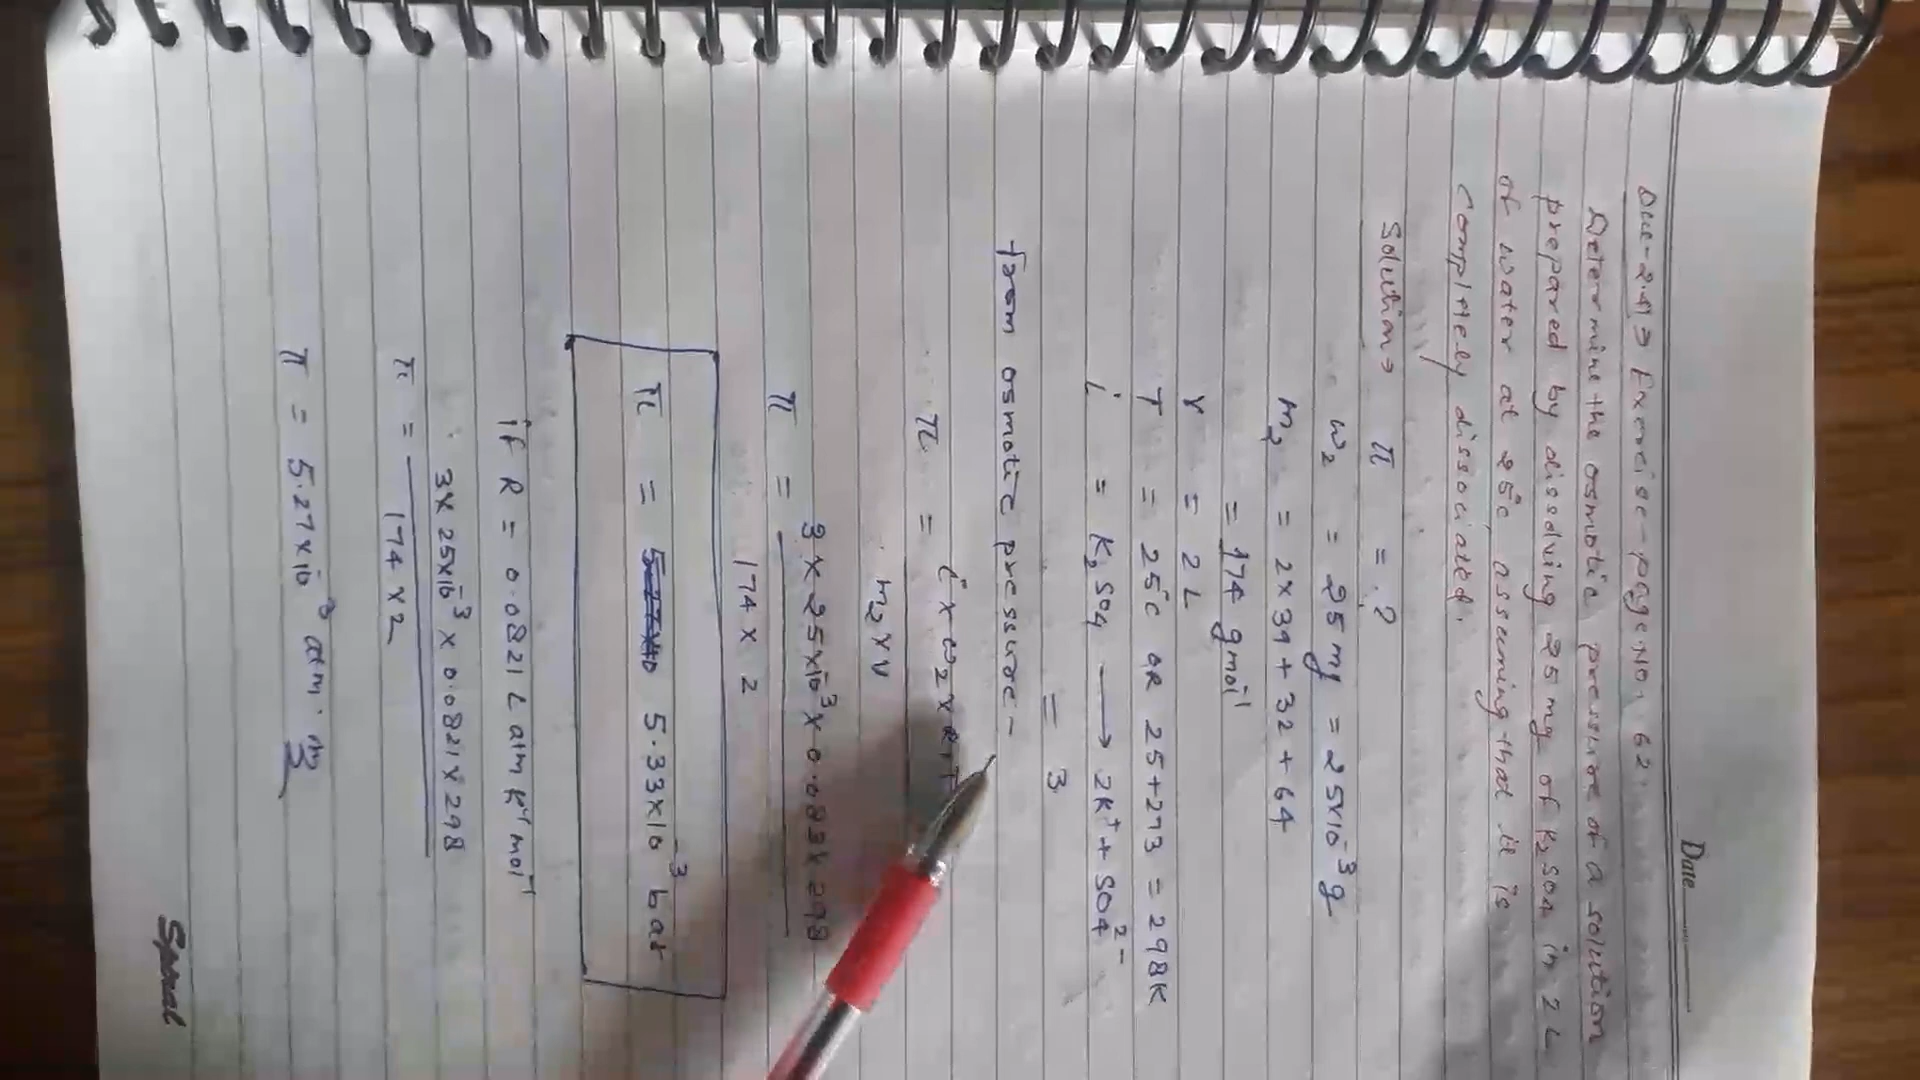 Date
Que-2.41> Exercise-page.No. 62.
Determine the osmotic pressure of a solution
prepared by dissolving 25 mg of K₂SO₄ in 2 L
of water at 25°c, assuming that it is
completely dissociated.
Solution> π = ?
w₂ = 25 mg = 25×10⁻³g
m₂ = 2×39+32+64
= 174 gmol⁻¹
V = 2L
T = 25°C OR 25+273 = 298K
i = K₂SO₄ ⟶ 2K⁺+SO₄²⁻
= 3
from osmotic pressure-
π = i×w₂×R×T
m₂×V
π = 3×25×10⁻³×0.083×298
174×2
π = 5.33×10⁻³ bar
if R = 0.0821 L atm K⁻¹ mol⁻¹
π = 3×25×10⁻³×0.0821×298
174×2
π = 5.27×10⁻³ atm.
Spiral